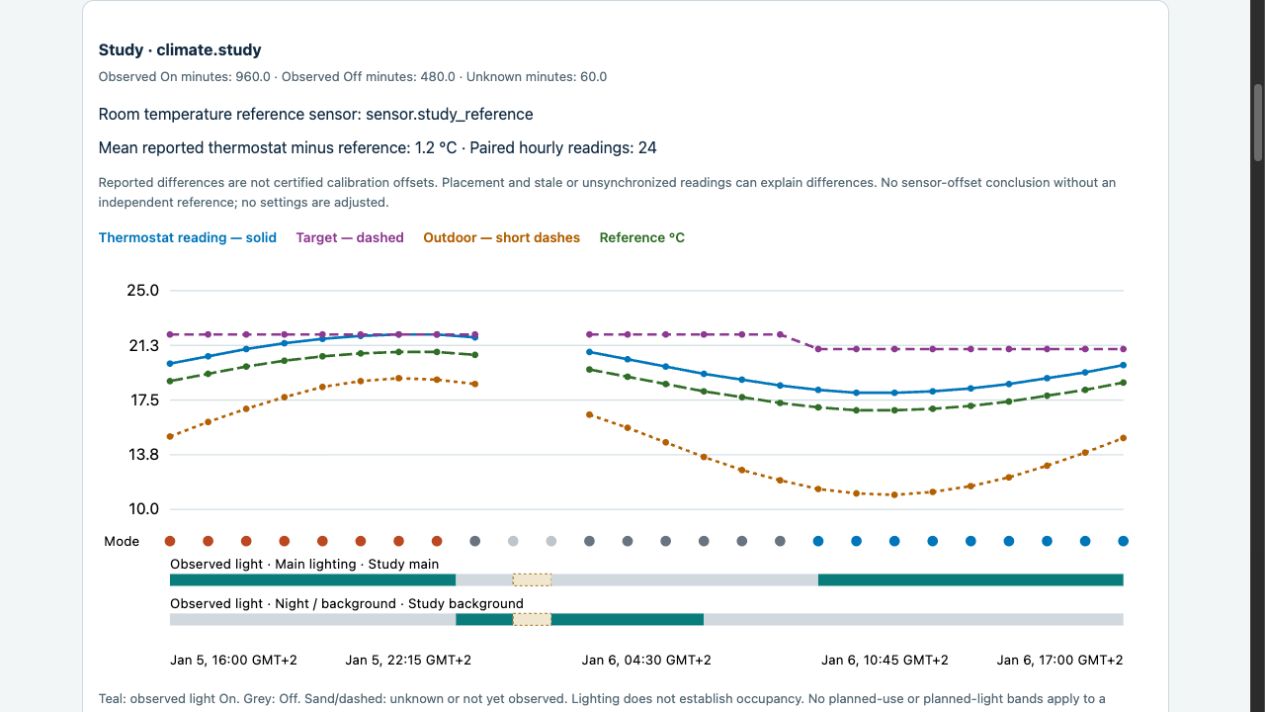 Study · climate.study
Observed On minutes: 960.0 · Observed Off minutes: 480.0 · Unknown minutes: 60.0
Room temperature reference sensor: sensor.study_reference
Mean reported thermostat minus reference: 1.2 °C · Paired hourly readings: 24
Reported differences are not certified calibration offsets. Placement and stale or unsynchronized readings can explain differences. No sensor-offset conclusion without an
independent reference; no settings are adjusted.
Thermostat reading — solid Target — dashed Outdoor — short dashes Reference °C
25.0
21.3
17.5
13.8
10.0
Mode
Observed light · Main lighting · Study main
Observed light · Night / background · Study background
Jan 5, 16:00 GMT+2 Jan 5, 22:15 GMT+2 Jan 6, 04:30 GMT+2 Jan 6, 10:45 GMT+2 Jan 6, 17:00 GMT+2
Teal: observed light On. Grey: Off. Sand/dashed: unknown or not yet observed. Lighting does not establish occupancy. No planned-use or planned-light bands apply to a